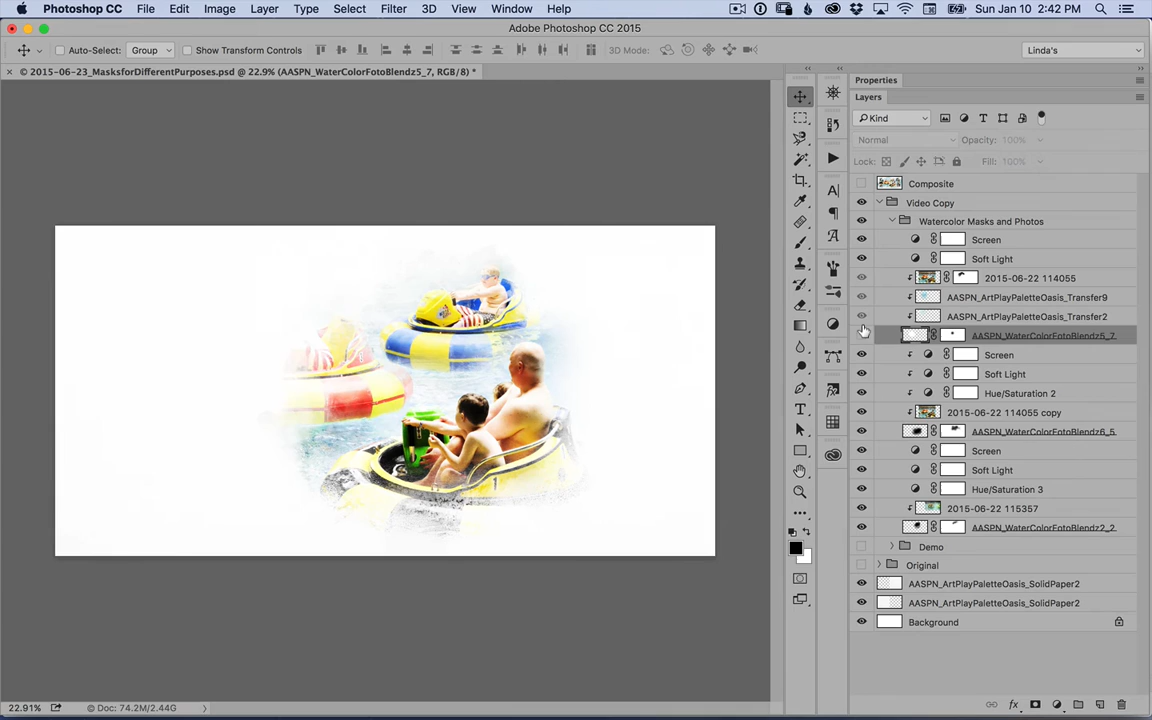 Photoshop CC File Edit Image Layer Type Select Filter 3D View Window Help Sun Jan 10 2:42 PM
Adobe Photoshop CC 2015
Auto-Select: Group Show Transform Controls 3D Mode: Linda's
© 2015-06-23_MasksforDifferentPurposes.psd @ 22.9% (AASPN_WaterColorFotoBlendz5_7, RGB/8) *
Properties
Layers
Kind
Normal Opacity: 100%
Lock: Fill: 100%
Composite
Video Copy
Watercolor Masks and Photos
Screen
Soft Light
2015-06-22 114055
AASPN_ArtPlayPaletteOasis_Transfer9
AASPN_ArtPlayPaletteOasis_Transfer2
AASPN_WaterColorFotoBlendz5_7
Screen
Soft Light
Hue/Saturation 2
2015-06-22 114055 copy
AASPN_WaterColorFotoBlendz6_5
Screen
Soft Light
Hue/Saturation 3
2015-06-22 115357
AASPN_WaterColorFotoBlendz2_2
Demo
Original
AASPN_ArtPlayPaletteOasis_SolidPaper2
AASPN_ArtPlayPaletteOasis_SolidPaper2
Background
22.91% © Doc: 74.2M/2.44G